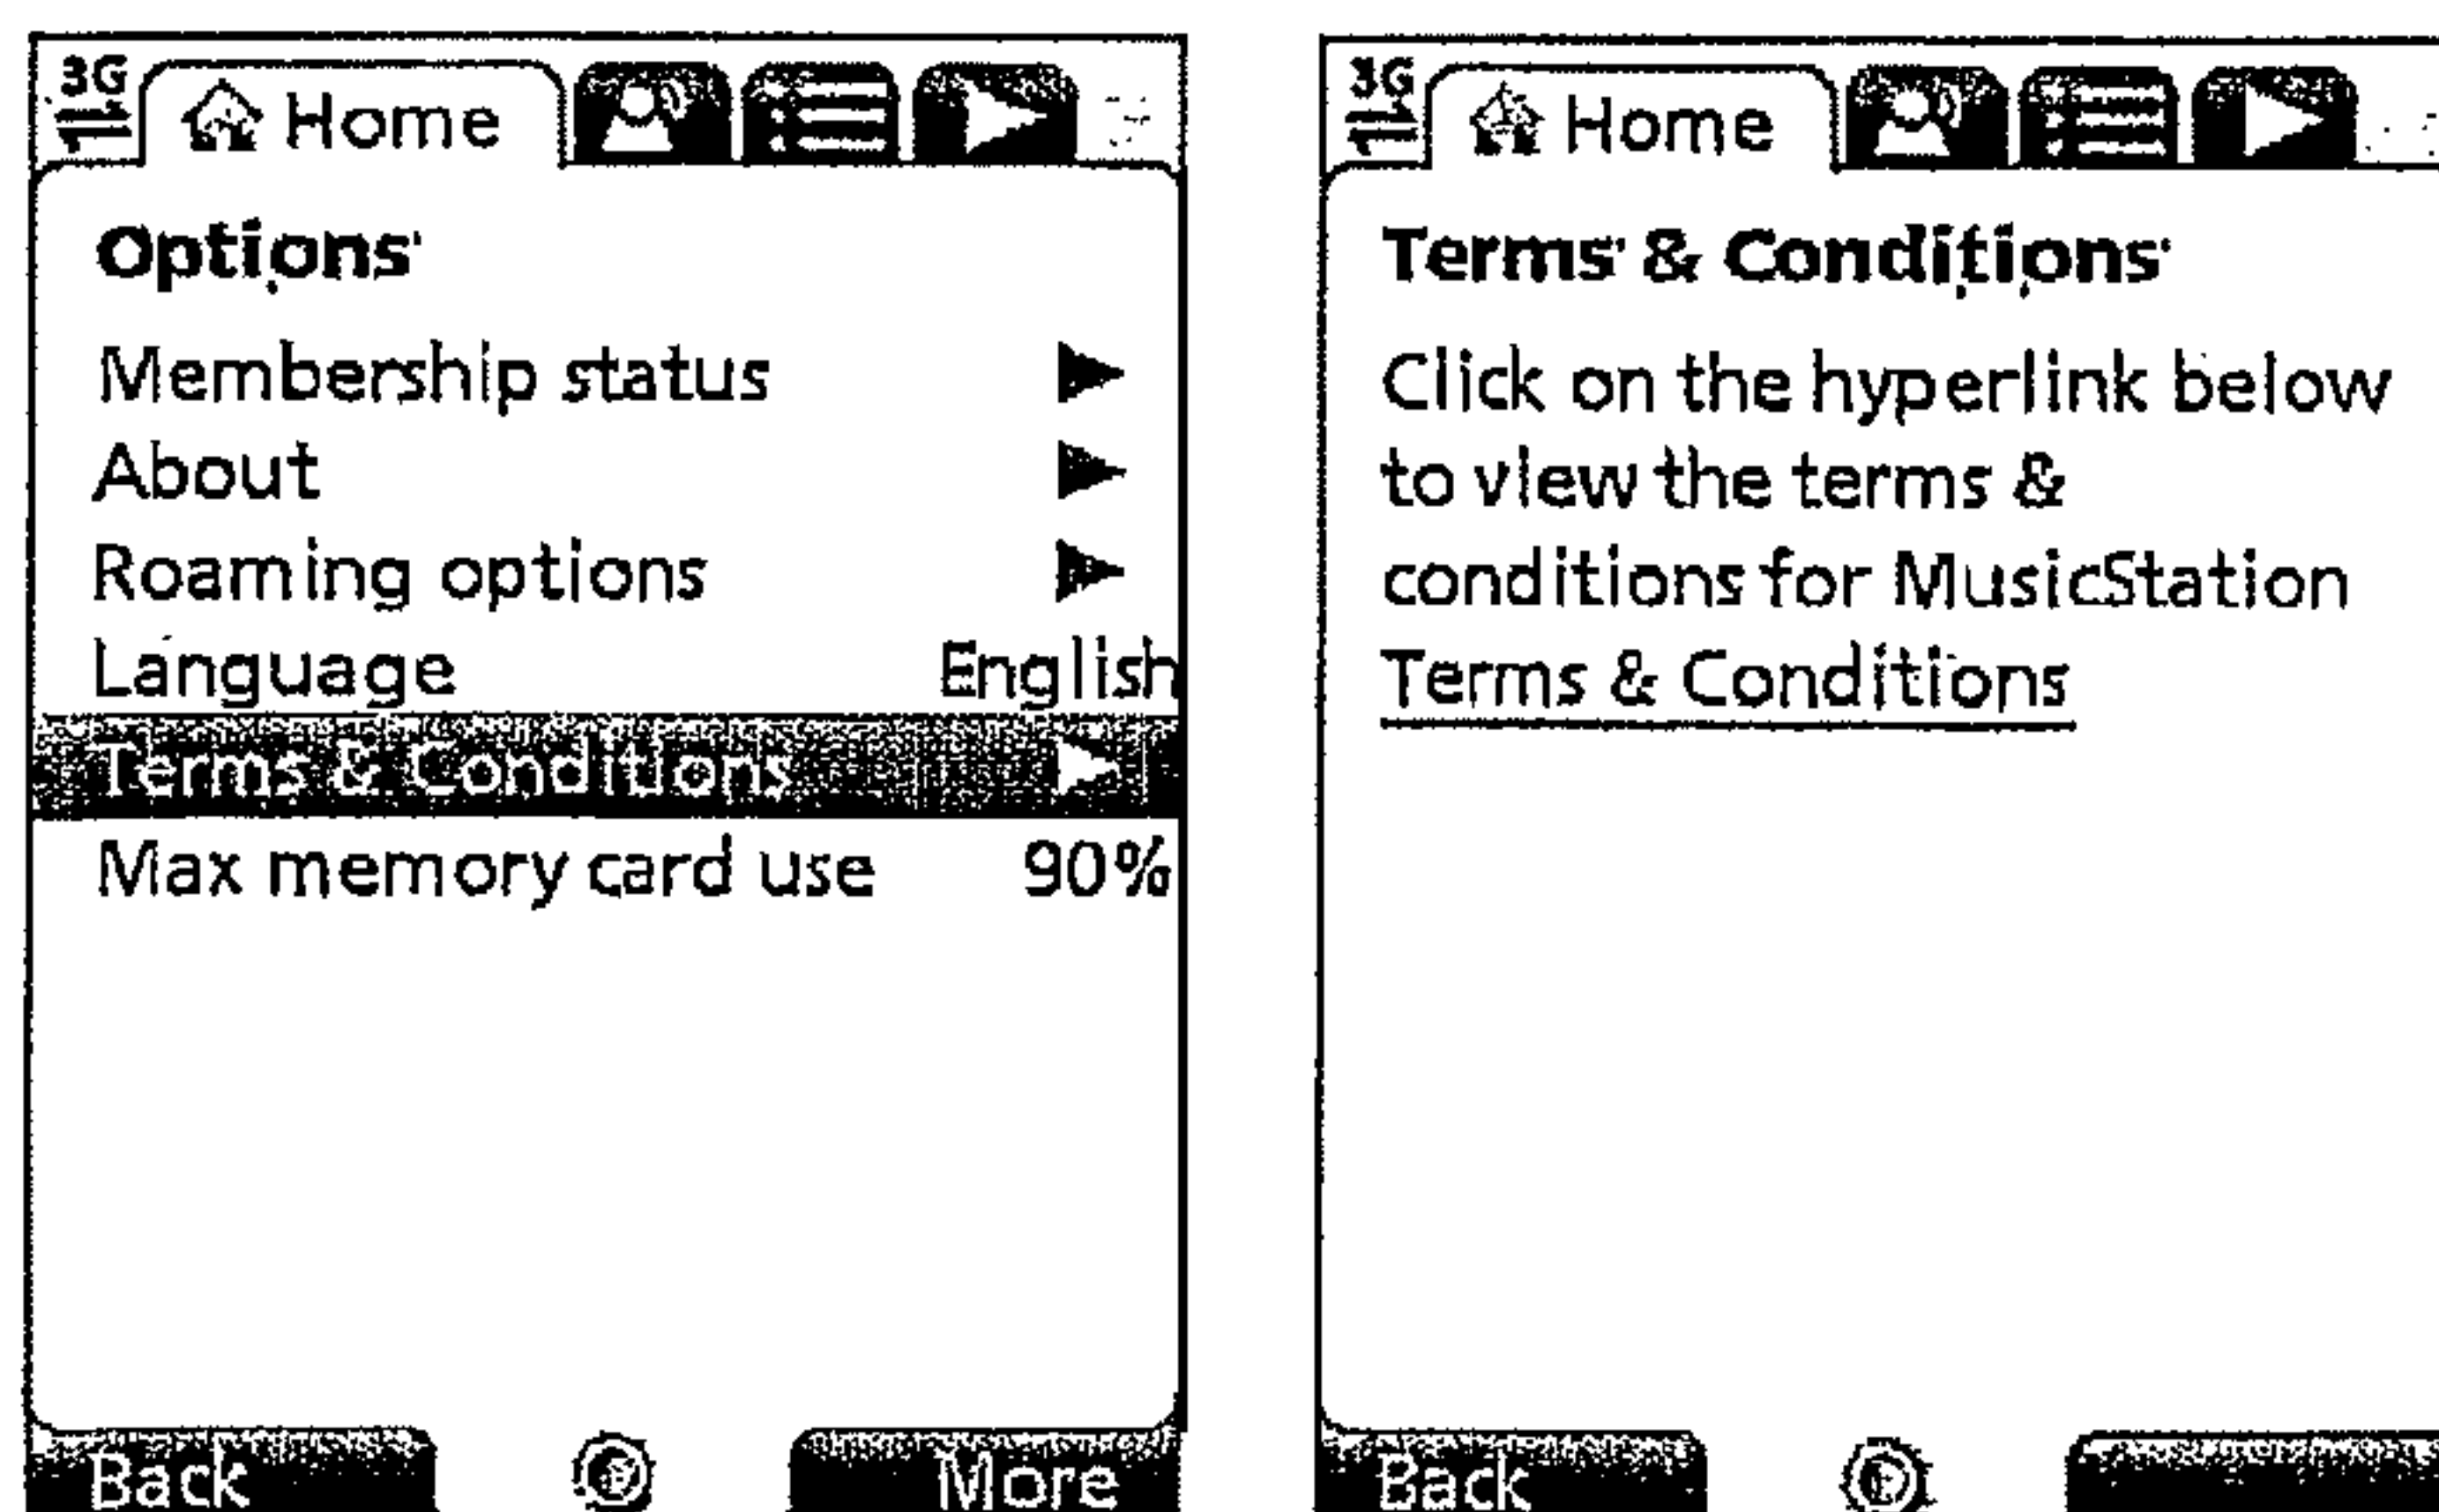 3G
Home
Options
Membership status
About
Roaming options
Language English
Terms & Conditions
Max memory card use 90%
Back More
3G
Home
Terms & Conditions
Click on the hyperlink below
to view the terms &
conditions for MusicStation
Terms & Conditions
Back